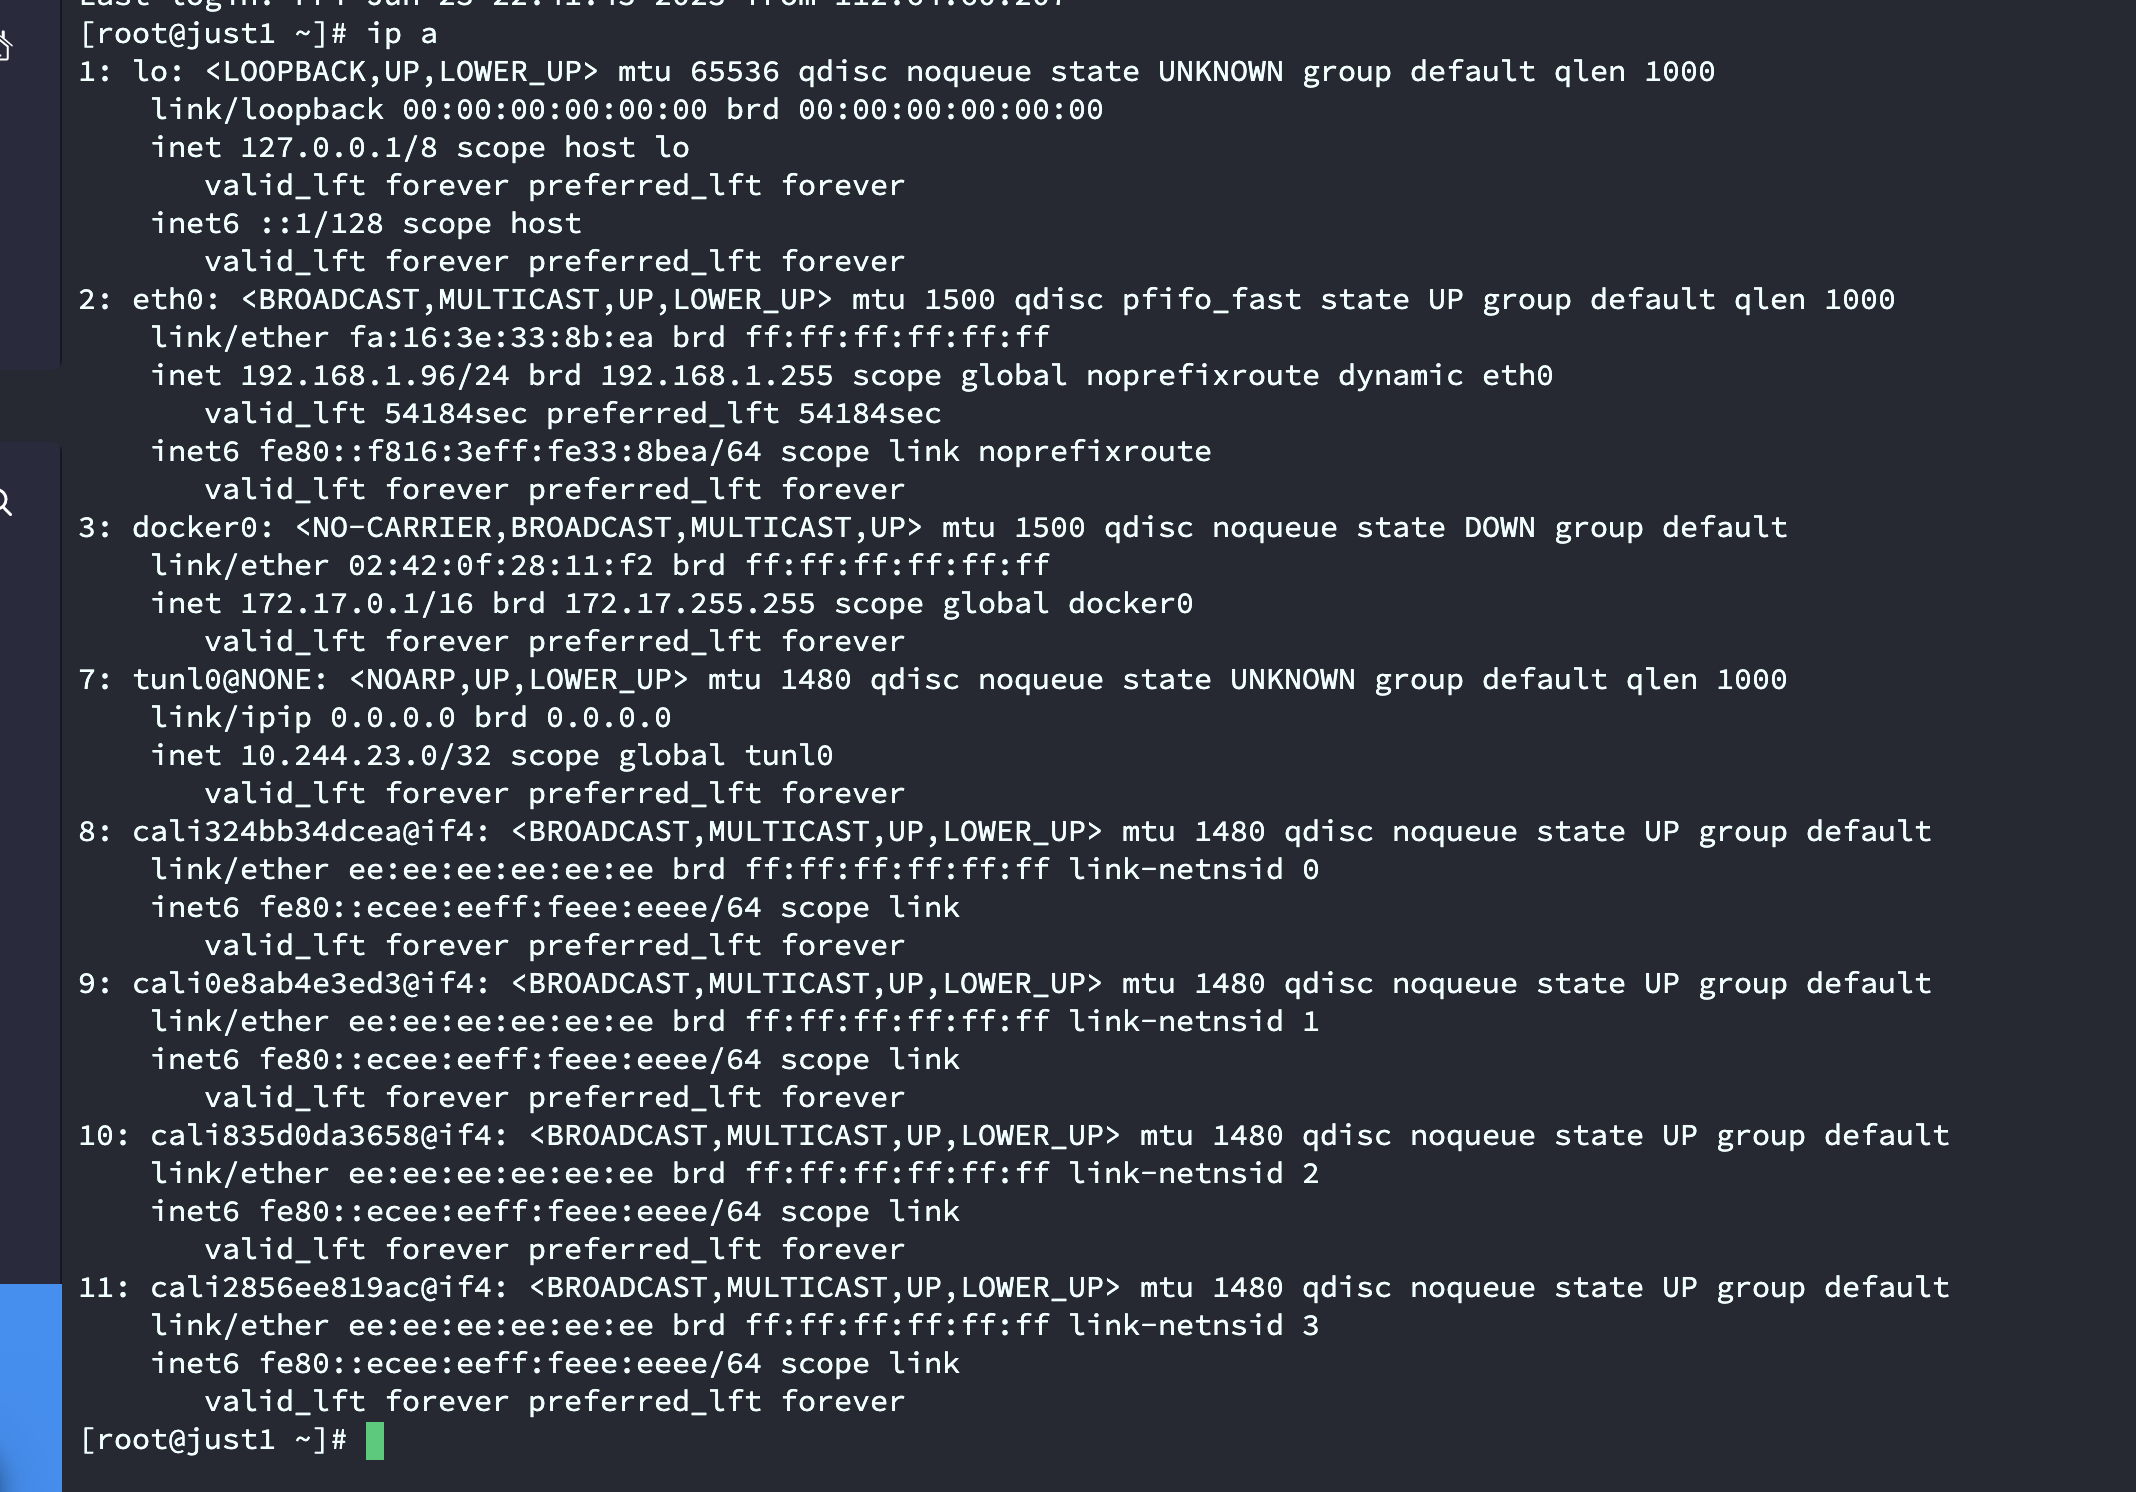 [root@just1 ~]# ip a
1: lo: <LOOPBACK,UP,LOWER_UP> mtu 65536 qdisc noqueue state UNKNOWN group default qlen 1000
    link/loopback 00:00:00:00:00:00 brd 00:00:00:00:00:00
    inet 127.0.0.1/8 scope host lo
       valid_lft forever preferred_lft forever
    inet6 ::1/128 scope host
       valid_lft forever preferred_lft forever
2: eth0: <BROADCAST,MULTICAST,UP,LOWER_UP> mtu 1500 qdisc pfifo_fast state UP group default qlen 1000
    link/ether fa:16:3e:33:8b:ea brd ff:ff:ff:ff:ff:ff
    inet 192.168.1.96/24 brd 192.168.1.255 scope global noprefixroute dynamic eth0
       valid_lft 54184sec preferred_lft 54184sec
    inet6 fe80::f816:3eff:fe33:8bea/64 scope link noprefixroute
       valid_lft forever preferred_lft forever
3: docker0: <NO-CARRIER,BROADCAST,MULTICAST,UP> mtu 1500 qdisc noqueue state DOWN group default
    link/ether 02:42:0f:28:11:f2 brd ff:ff:ff:ff:ff:ff
    inet 172.17.0.1/16 brd 172.17.255.255 scope global docker0
       valid_lft forever preferred_lft forever
7: tunl0@NONE: <NOARP,UP,LOWER_UP> mtu 1480 qdisc noqueue state UNKNOWN group default qlen 1000
    link/ipip 0.0.0.0 brd 0.0.0.0
    inet 10.244.23.0/32 scope global tunl0
       valid_lft forever preferred_lft forever
8: cali324bb34dcea@if4: <BROADCAST,MULTICAST,UP,LOWER_UP> mtu 1480 qdisc noqueue state UP group default
    link/ether ee:ee:ee:ee:ee:ee brd ff:ff:ff:ff:ff:ff link-netnsid 0
    inet6 fe80::ecee:eeff:feee:eeee/64 scope link
       valid_lft forever preferred_lft forever
9: cali0e8ab4e3ed3@if4: <BROADCAST,MULTICAST,UP,LOWER_UP> mtu 1480 qdisc noqueue state UP group default
    link/ether ee:ee:ee:ee:ee:ee brd ff:ff:ff:ff:ff:ff link-netnsid 1
    inet6 fe80::ecee:eeff:feee:eeee/64 scope link
       valid_lft forever preferred_lft forever
10: cali835d0da3658@if4: <BROADCAST,MULTICAST,UP,LOWER_UP> mtu 1480 qdisc noqueue state UP group default
    link/ether ee:ee:ee:ee:ee:ee brd ff:ff:ff:ff:ff:ff link-netnsid 2
    inet6 fe80::ecee:eeff:feee:eeee/64 scope link
       valid_lft forever preferred_lft forever
11: cali2856ee819ac@if4: <BROADCAST,MULTICAST,UP,LOWER_UP> mtu 1480 qdisc noqueue state UP group default
    link/ether ee:ee:ee:ee:ee:ee brd ff:ff:ff:ff:ff:ff link-netnsid 3
    inet6 fe80::ecee:eeff:feee:eeee/64 scope link
       valid_lft forever preferred_lft forever
[root@just1 ~]#